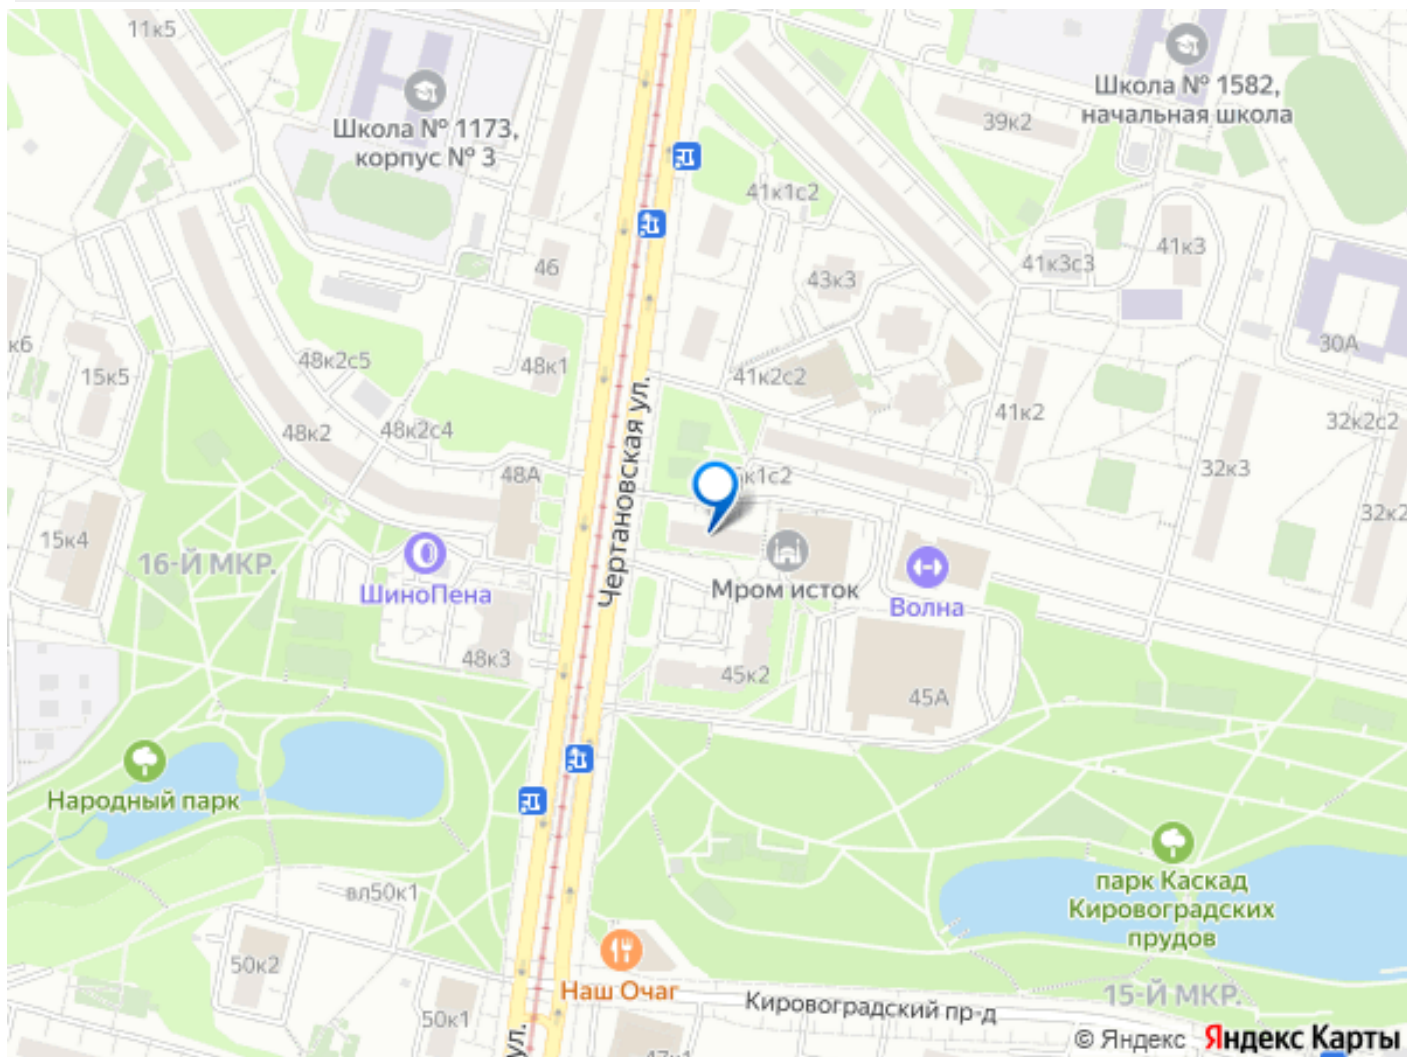 11к5
Школа № 1173,
корпус № 3
Школа № 1582,
начальная школа
39к2
41к1с2
41к3
41к3с3
46
43к3
30А
к6
15к5
48к2с5
48к1
41к2с2
41к2
32к2с2
48к2
48к2с4
48А
к1с2
32к3
32к2
Чертановская ул.
15к4
16-Й МКР.
ШиноПена
Мром исток
Волна
48к3
45к2
45А
Народный парк
вл50к1
парк Каскад
Кировоградских
прудов
50к2
Наш Очаг
Кировоградский пр-д
15-Й МКР.
50к1
ул.
47к1
© Яндекс Яндекс Карты